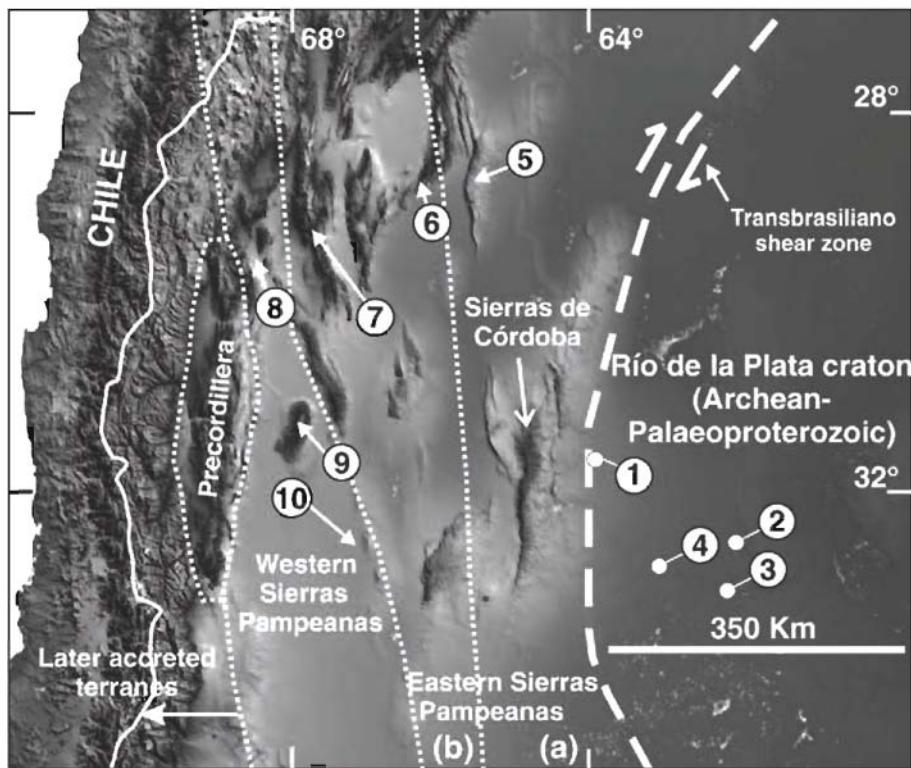 68°
64°
28°
CHILE
5
6
Transbrasiliano
shear zone
8
7
Sierras de
Córdoba
Río de la Plata craton
(Archean-
Palaeoproterozoic)
Precordillera
9
1
10
32°
2
4
3
Western
Sierras
Pampeanas
350 Km
Later accreted
terranes
Eastern Sierras
Pampeanas
(b)
(a)